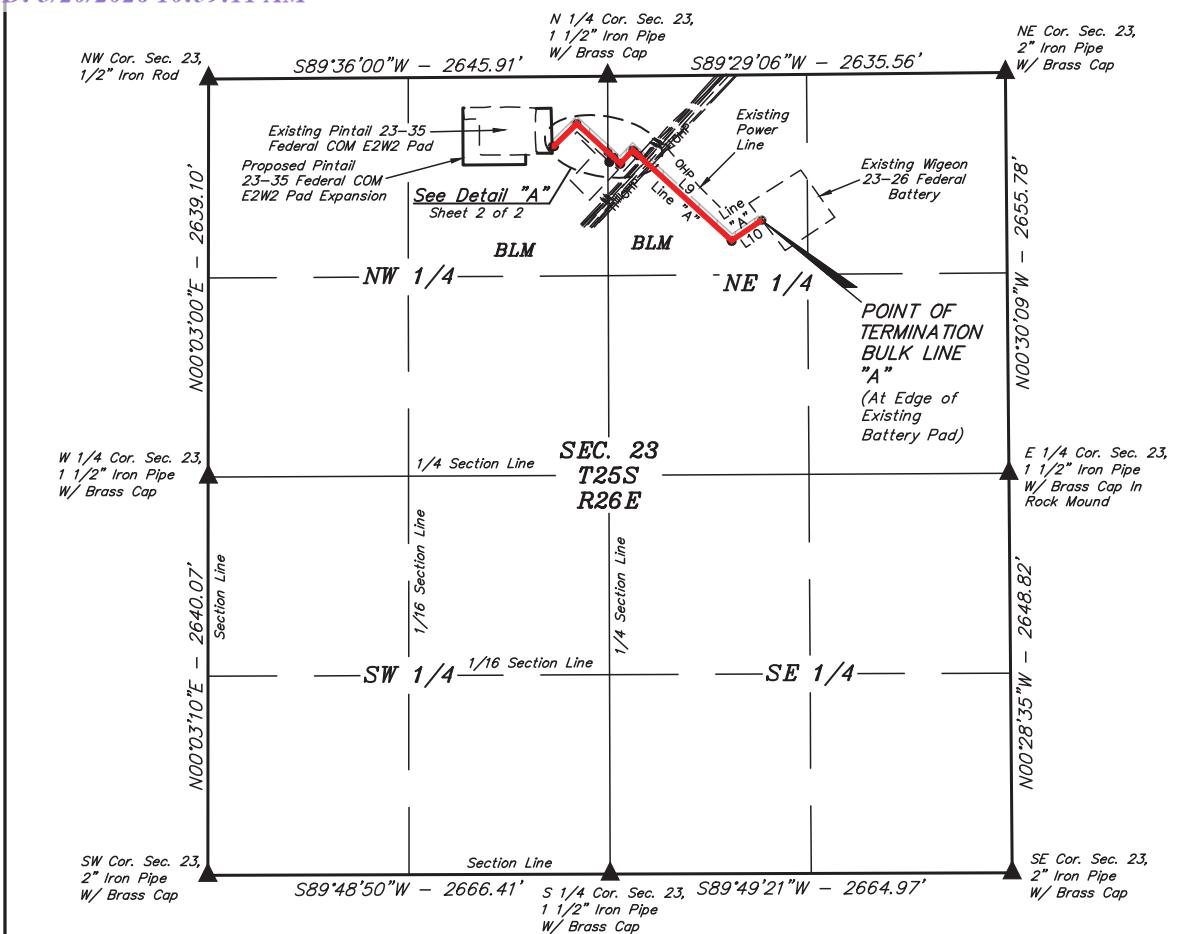 D: 5/20/2020 10:39:11 AM
N 1/4 Cor. Sec. 23,
1 1/2" Iron Pipe
W/ Brass Cap
NW Cor. Sec. 23,
1/2" Iron Rod
S89°36'00"W - 2645.91'
S89°29'06"W - 2635.56'
NE Cor. Sec. 23,
2" Iron Pipe
W/ Brass Cap
Existing Pintail 23-35
Federal COM E2W2 Pad
Proposed Pintail
23-35 Federal COM
E2W2 Pad Expansion
See Detail "A"
Sheet 2 of 2
Existing
Power
Line
Existing Wigeon
23-26 Federal
Battery
OHP
OHP
L9
Line "A"
Line
"A"
L10
BLM
BLM
N00°03'00"E - 2639.10'
N00°30'09"W - 2655.78'
NW 1/4
NE 1/4
POINT OF
TERMINATION
BULK LINE
"A"
(At Edge of
Existing
Battery Pad)
W 1/4 Cor. Sec. 23,
1 1/2" Iron Pipe
W/ Brass Cap
1/4 Section Line
SEC. 23
T25S
R26E
E 1/4 Cor. Sec. 23,
1 1/2" Iron Pipe
W/ Brass Cap In
Rock Mound
N00°03'10"E - 2640.07'
Section Line
1/16 Section Line
1/4 Section Line
N00°28'35"W - 2648.82'
SW 1/4
1/16 Section Line
SE 1/4
SW Cor. Sec. 23,
2" Iron Pipe
W/ Brass Cap
Section Line
S89°48'50"W - 2666.41'
S 1/4 Cor. Sec. 23,
1 1/2" Iron Pipe
W/ Brass Cap
S89°49'21"W - 2664.97'
SE Cor. Sec. 23,
2" Iron Pipe
W/ Brass Cap